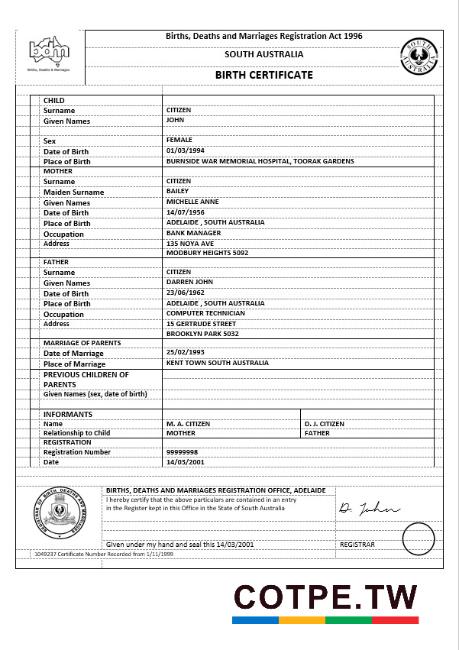 Births, Deaths and Marriages Registration Act 1996
bdm
Births, Deaths & Marriages
SOUTH AUSTRALIA
SOUTH AUSTRALIA
BIRTH CERTIFICATE
CHILD
Surname CITIZEN
Given Names JOHN
Sex FEMALE
Date of Birth 01/03/1994
Place of Birth BURNSIDE WAR MEMORIAL HOSPITAL, TOORAK GARDENS
MOTHER
Surname CITIZEN
Maiden Surname BAILEY
Given Names MICHELLE ANNE
Date of Birth 14/07/1956
Place of Birth ADELAIDE , SOUTH AUSTRALIA
Occupation BANK MANAGER
Address 135 NOYA AVE
MODBURY HEIGHTS 5092
FATHER
Surname CITIZEN
Given Names DARREN JOHN
Date of Birth 23/06/1962
Place of Birth ADELAIDE , SOUTH AUSTRALIA
Occupation COMPUTER TECHNICIAN
Address 15 GERTRUDE STREET
BROOKLYN PARK 5032
MARRIAGE OF PARENTS
Date of Marriage 25/02/1993
Place of Marriage KENT TOWN SOUTH AUSTRALIA
PREVIOUS CHILDREN OF
PARENTS
Given Names (sex, date of birth)
INFORMANTS
Name M. A. CITIZEN D. J. CITIZEN
Relationship to Child MOTHER FATHER
REGISTRATION
Registration Number 99999998
Date 14/03/2001
BIRTHS, DEATHS AND MARRIAGES REGISTRATION OFFICE, ADELAIDE
I hereby certify that the above particulars are contained in an entry
in the Register kept in this Office in the State of South Australia
D. John
Given under my hand and seal this 14/03/2001 REGISTRAR
1049237 Certificate Number Recorded from 1/11/1999
COTPE.TW